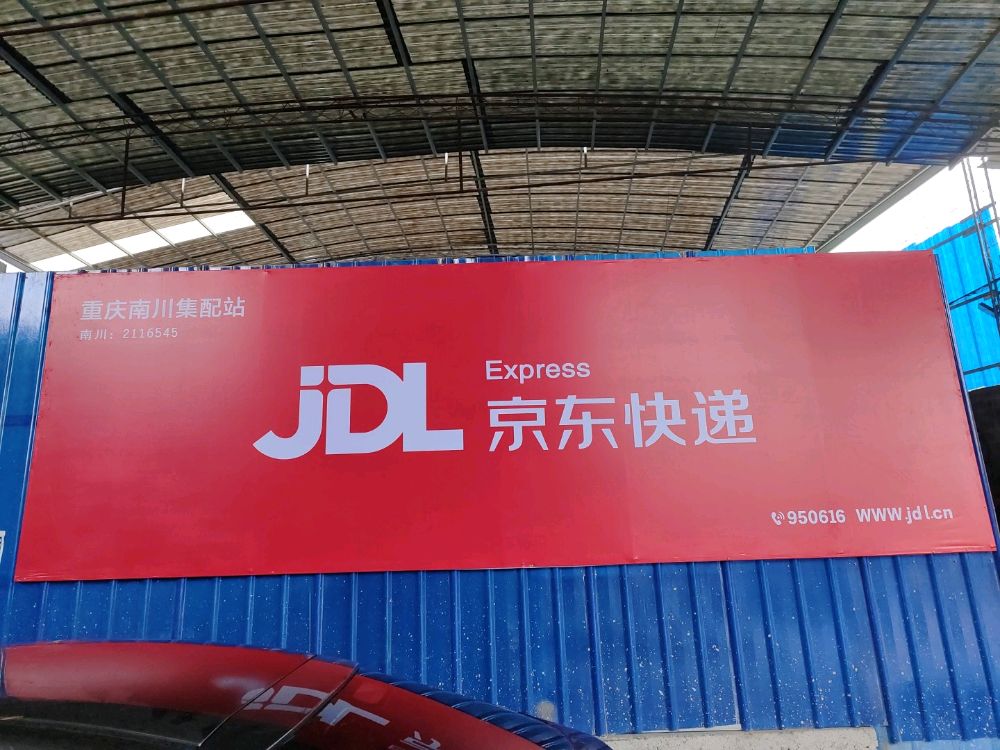 重庆南川集配站
南川：2116545
JDL
Express
京东快递
950616 WWW.jdl.cn